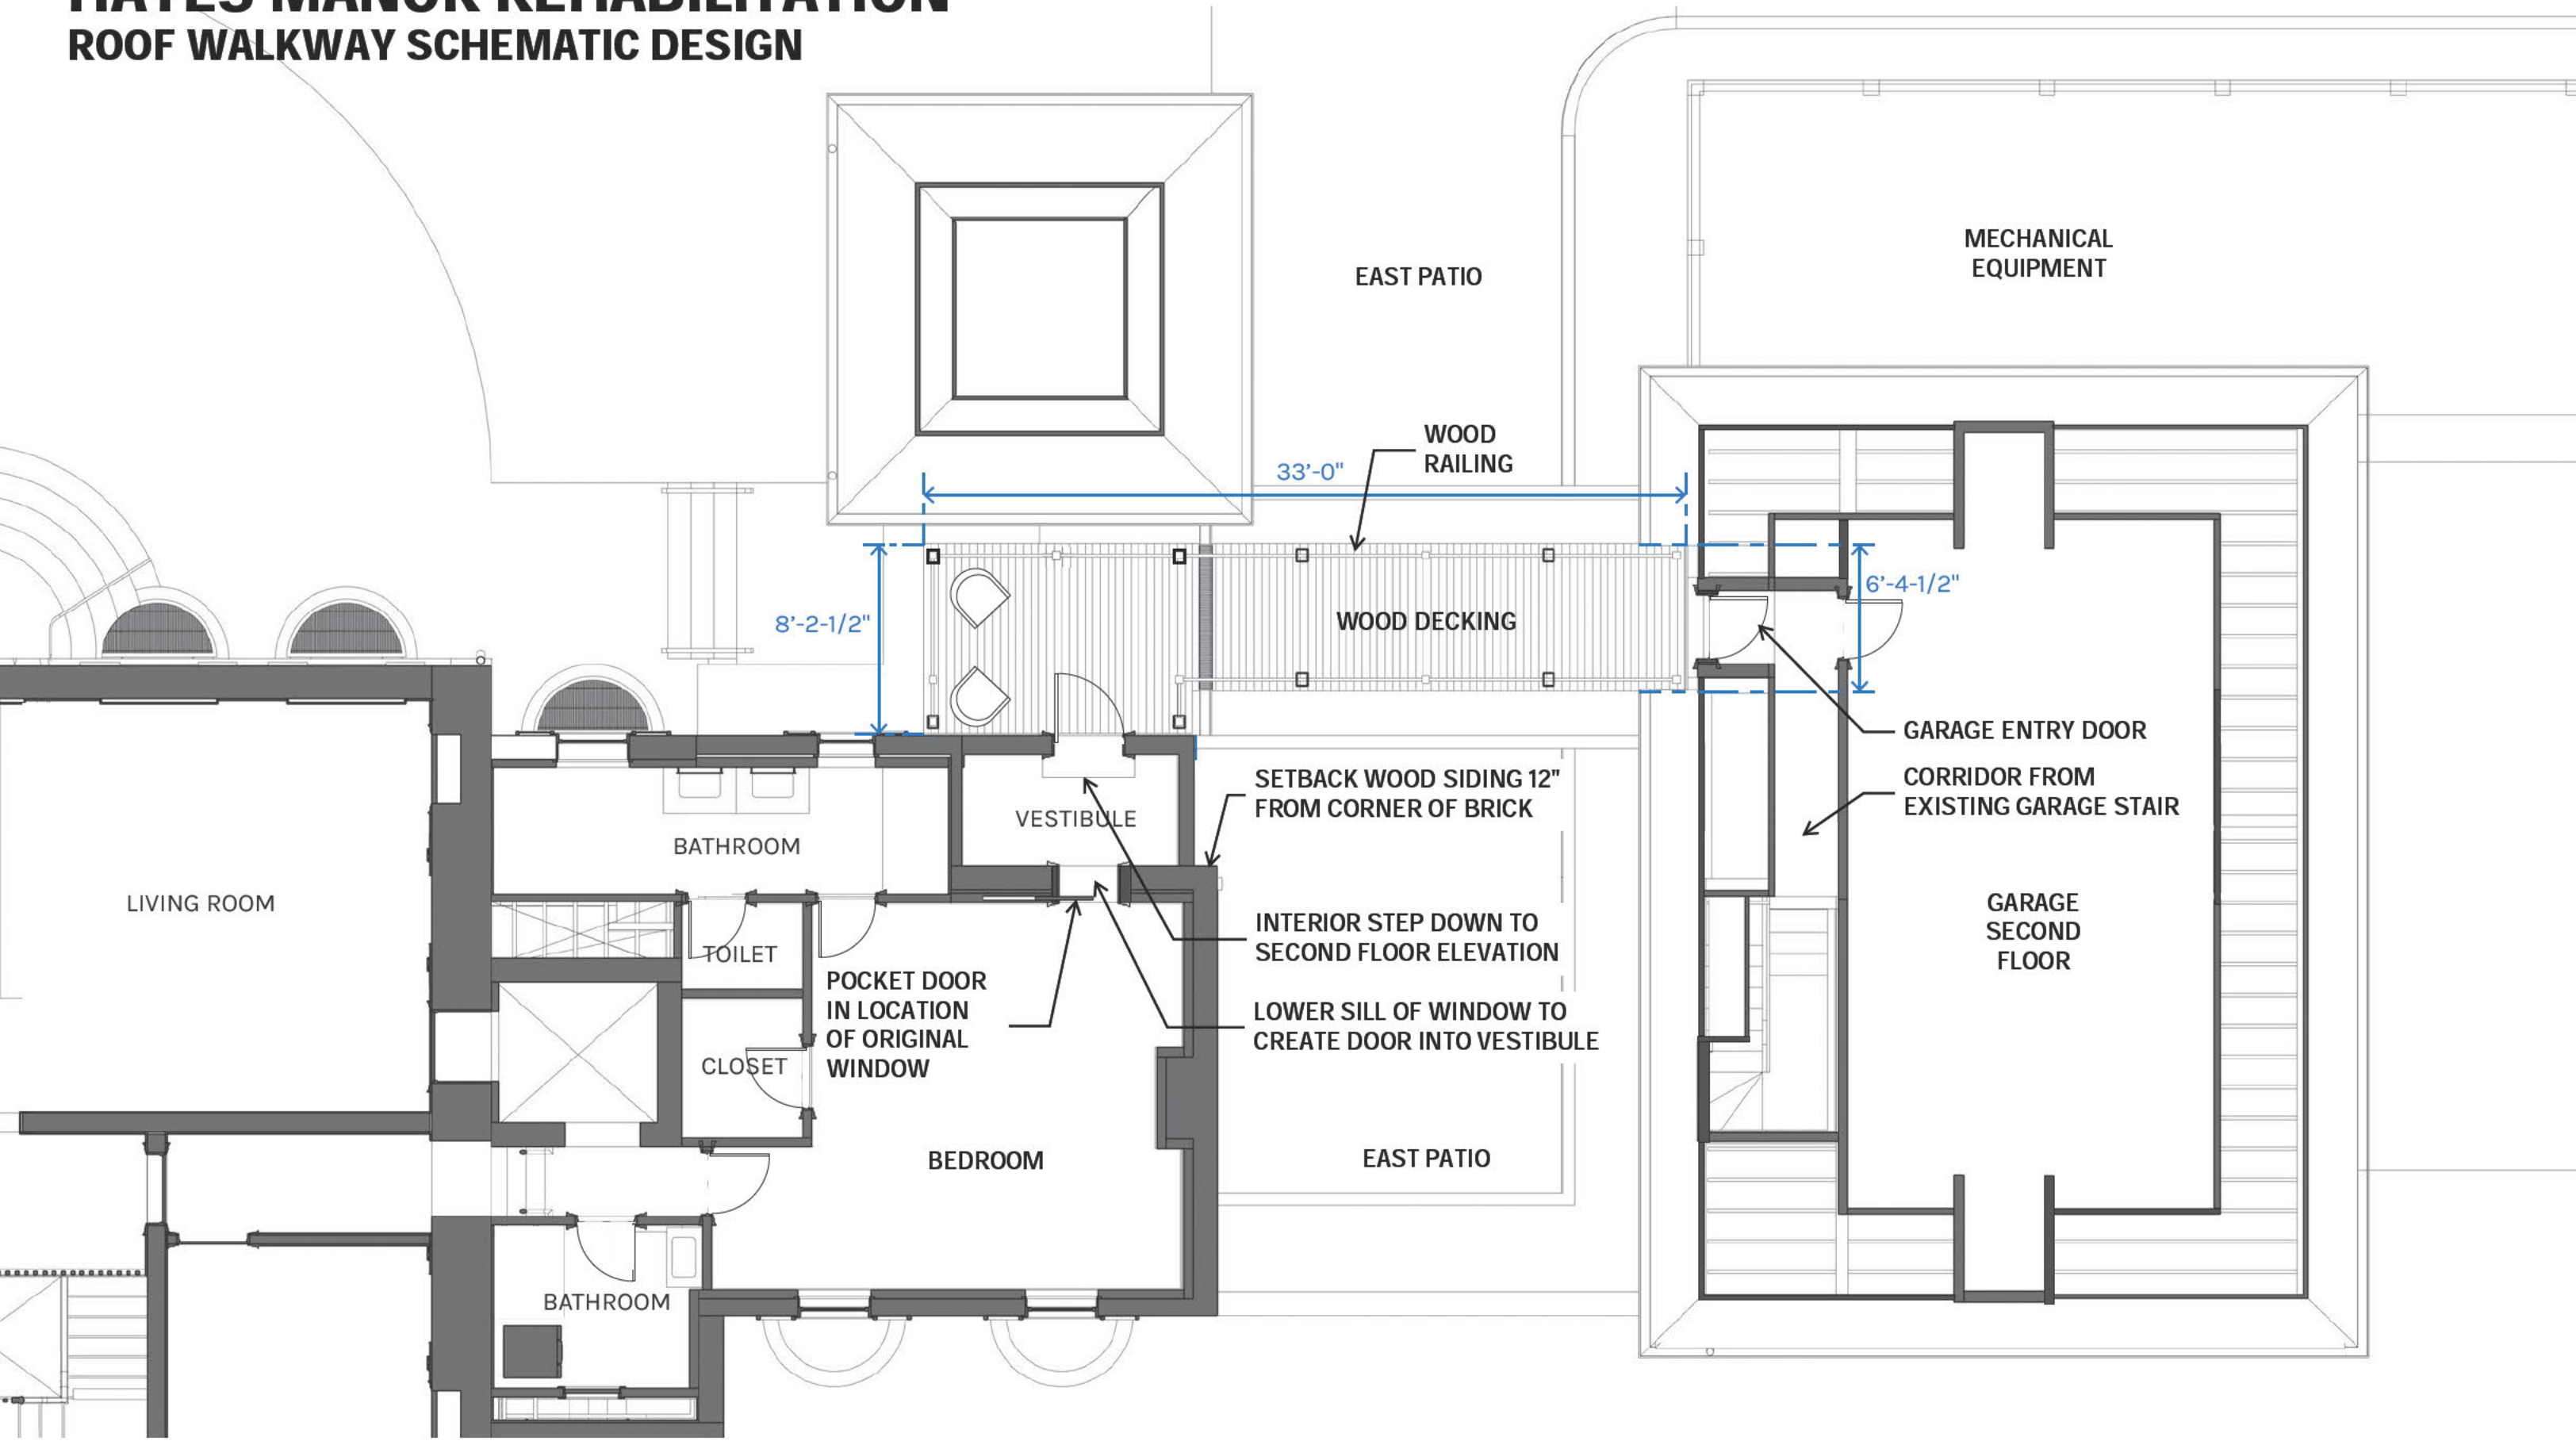 HAYES MANOR REHABILITATION
ROOF WALKWAY SCHEMATIC DESIGN
MECHANICAL
EQUIPMENT
EAST PATIO
WOOD
RAILING
33'-0"
8'-2-1/2"
WOOD DECKING
6'-4-1/2"
GARAGE ENTRY DOOR
CORRIDOR FROM
EXISTING GARAGE STAIR
SETBACK WOOD SIDING 12"
FROM CORNER OF BRICK
VESTIBULE
BATHROOM
LIVING ROOM
GARAGE
SECOND
FLOOR
INTERIOR STEP DOWN TO
SECOND FLOOR ELEVATION
TOILET
POCKET DOOR
IN LOCATION
OF ORIGINAL
WINDOW
LOWER SILL OF WINDOW TO
CREATE DOOR INTO VESTIBULE
CLOSET
BEDROOM
EAST PATIO
BATHROOM